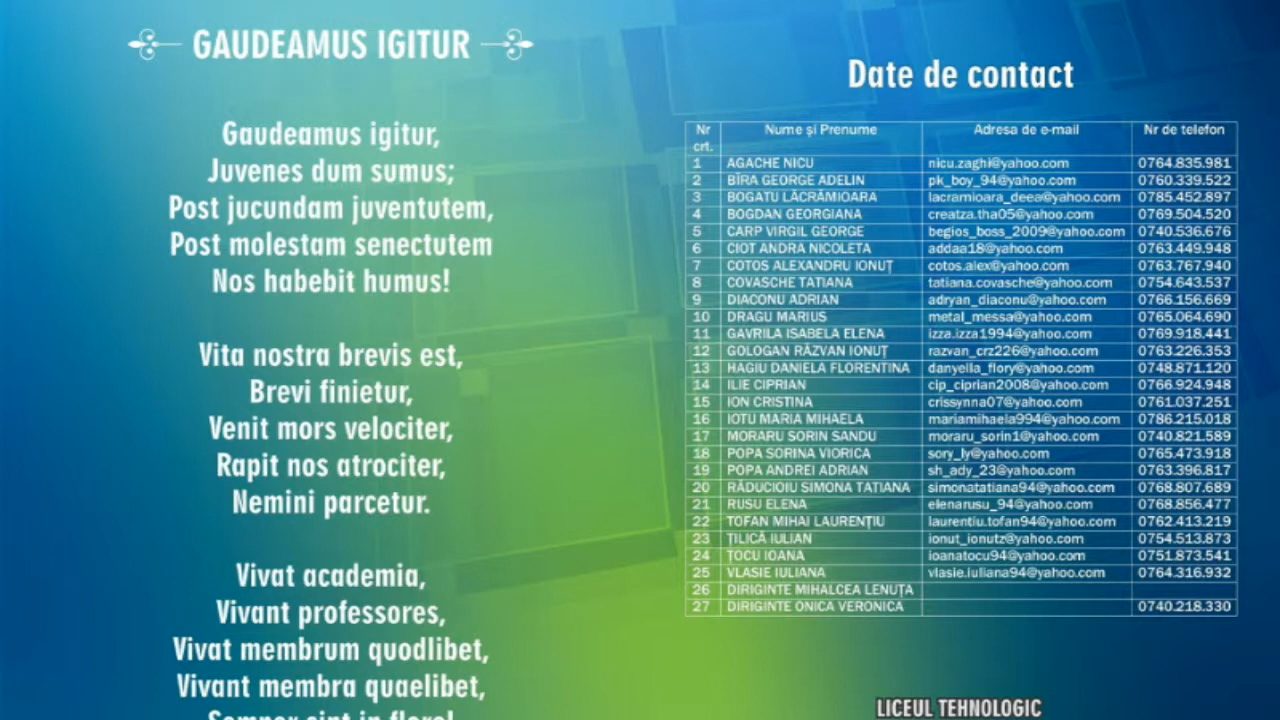 GAUDEAMUS IGITUR
Gaudeamus igitur,
Juvenes dum sumus;
Post jucundam juventutem,
Post molestam senectutem
Nos habebit humus!
Vita nostra brevis est,
Brevi finietur,
Venit mors velociter,
Rapit nos atrociter,
Nemini parcetur.
Vivat academia,
Vivant professores,
Vivat membrum quodlibet,
Vivant membra quaelibet,
Semper sint in flore!
Date de contact
Nr crt. Nume și Prenume Adresa de e-mail Nr de telefon
1 AGACHE NICU nicu.zaghi@yahoo.com 0764.835.981
2 BÎRA GEORGE ADELIN pk_boy_94@yahoo.com 0760.339.522
3 BOGATU LĂCRĂMIOARA lacramioara_deea@yahoo.com 0785.452.897
4 BOGDAN GEORGIANA creatza.tha05@yahoo.com 0769.504.520
5 CARP VIRGIL GEORGE begios_boss_2009@yahoo.com 0740.536.676
6 CIOT ANDRA NICOLETA addaa18@yahoo.com 0763.449.948
7 COTOS ALEXANDRU IONUȚ cotos.alex@yahoo.com 0763.767.940
8 COVASCHE TATIANA tatiana.covasche@yahoo.com 0754.643.537
9 DIACONU ADRIAN adryan_diaconu@yahoo.com 0766.156.669
10 DRAGU MARIUS metal_messa@yahoo.com 0765.064.690
11 GAVRILA ISABELA ELENA izza.izza1994@yahoo.com 0769.918.441
12 GOLOGAN RĂZVAN IONUȚ razvan_crz226@yahoo.com 0763.226.353
13 HAGIU DANIELA FLORENTINA danyella_flory@yahoo.com 0748.871.120
14 ILIE CIPRIAN cip_ciprian2008@yahoo.com 0766.924.948
15 ION CRISTINA crissynna07@yahoo.com 0761.037.251
16 IOTU MARIA MIHAELA mariamihaela994@yahoo.com 0786.215.018
17 MORARU SORIN SANDU moraru_sorin1@yahoo.com 0740.821.589
18 POPA SORINA VIORICA sory_ly@yahoo.com 0765.473.918
19 POPA ANDREI ADRIAN sh_ady_23@yahoo.com 0763.396.817
20 RĂDUCIOIU SIMONA TAȚIANA simonatatiana94@yahoo.com 0768.807.689
21 RUSU ELENA elenarusu_94@yahoo.com 0768.856.477
22 TOFAN MIHAI LAURENȚIU laurentiu.tofan94@yahoo.com 0762.413.219
23 ȚILICĂ IULIAN ionut_ionutz@yahoo.com 0754.513.873
24 ȚOCU IOANA ioanatocu94@yahoo.com 0751.873.541
25 VLASIE IULIANA vlasie.iuliana94@yahoo.com 0764.316.932
26 DIRIGINTE MIHALCEA LENUȚA
27 DIRIGINTE ONICA VERONICA 0740.218.330
LICEUL TEHNOLOGIC